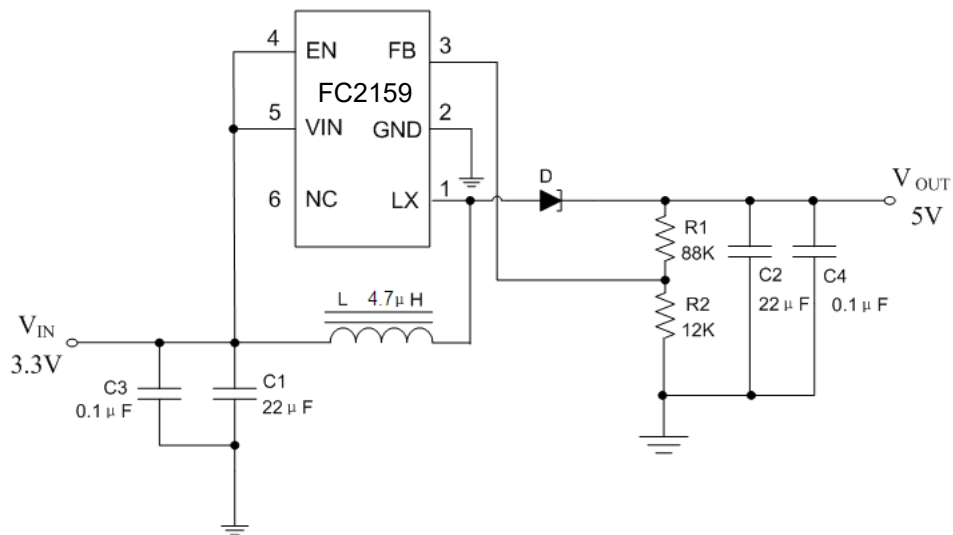 4 EN FB 3
FC2159
5 VIN GND 2
6 NC LX 1
D
VOUT
5V
R1
88K
C2
22μF
C4
0.1μF
R2
12K
L 4.7μH
VIN
3.3V
C3
0.1μF
C1
22μF